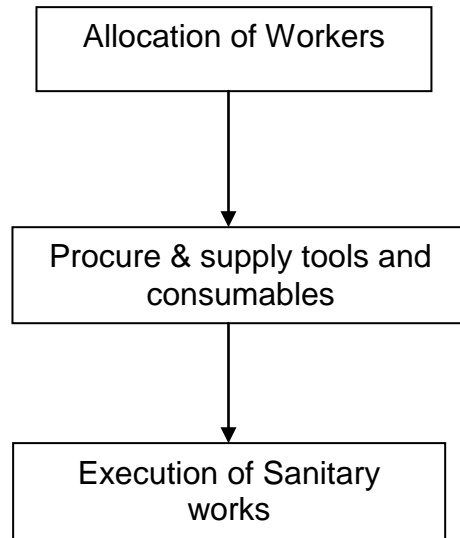 Allocation of Workers
Procure & supply tools and
consumables
Execution of Sanitary
works